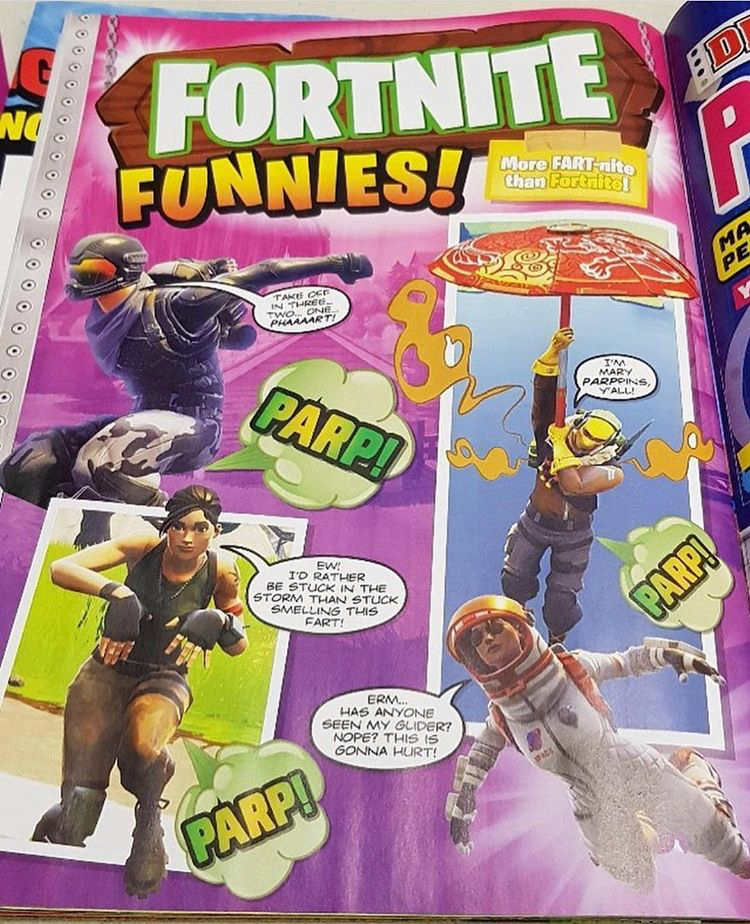 FORTNITE
FUNNIES!
More FART-nite
than Fortnite!
TAKE OFF
IN THREE...
TWO... ONE...
PHAAAART!
PARP!
I'M
MARY
PARPPINS,
Y'ALL!
PARP!
EW!
I'D RATHER
BE STUCK IN THE
STORM THAN STUCK
SMELLING THIS
FART!
ERM...
HAS ANYONE
SEEN MY GLIDER?
NOPE? THIS IS
GONNA HURT!
PARP!